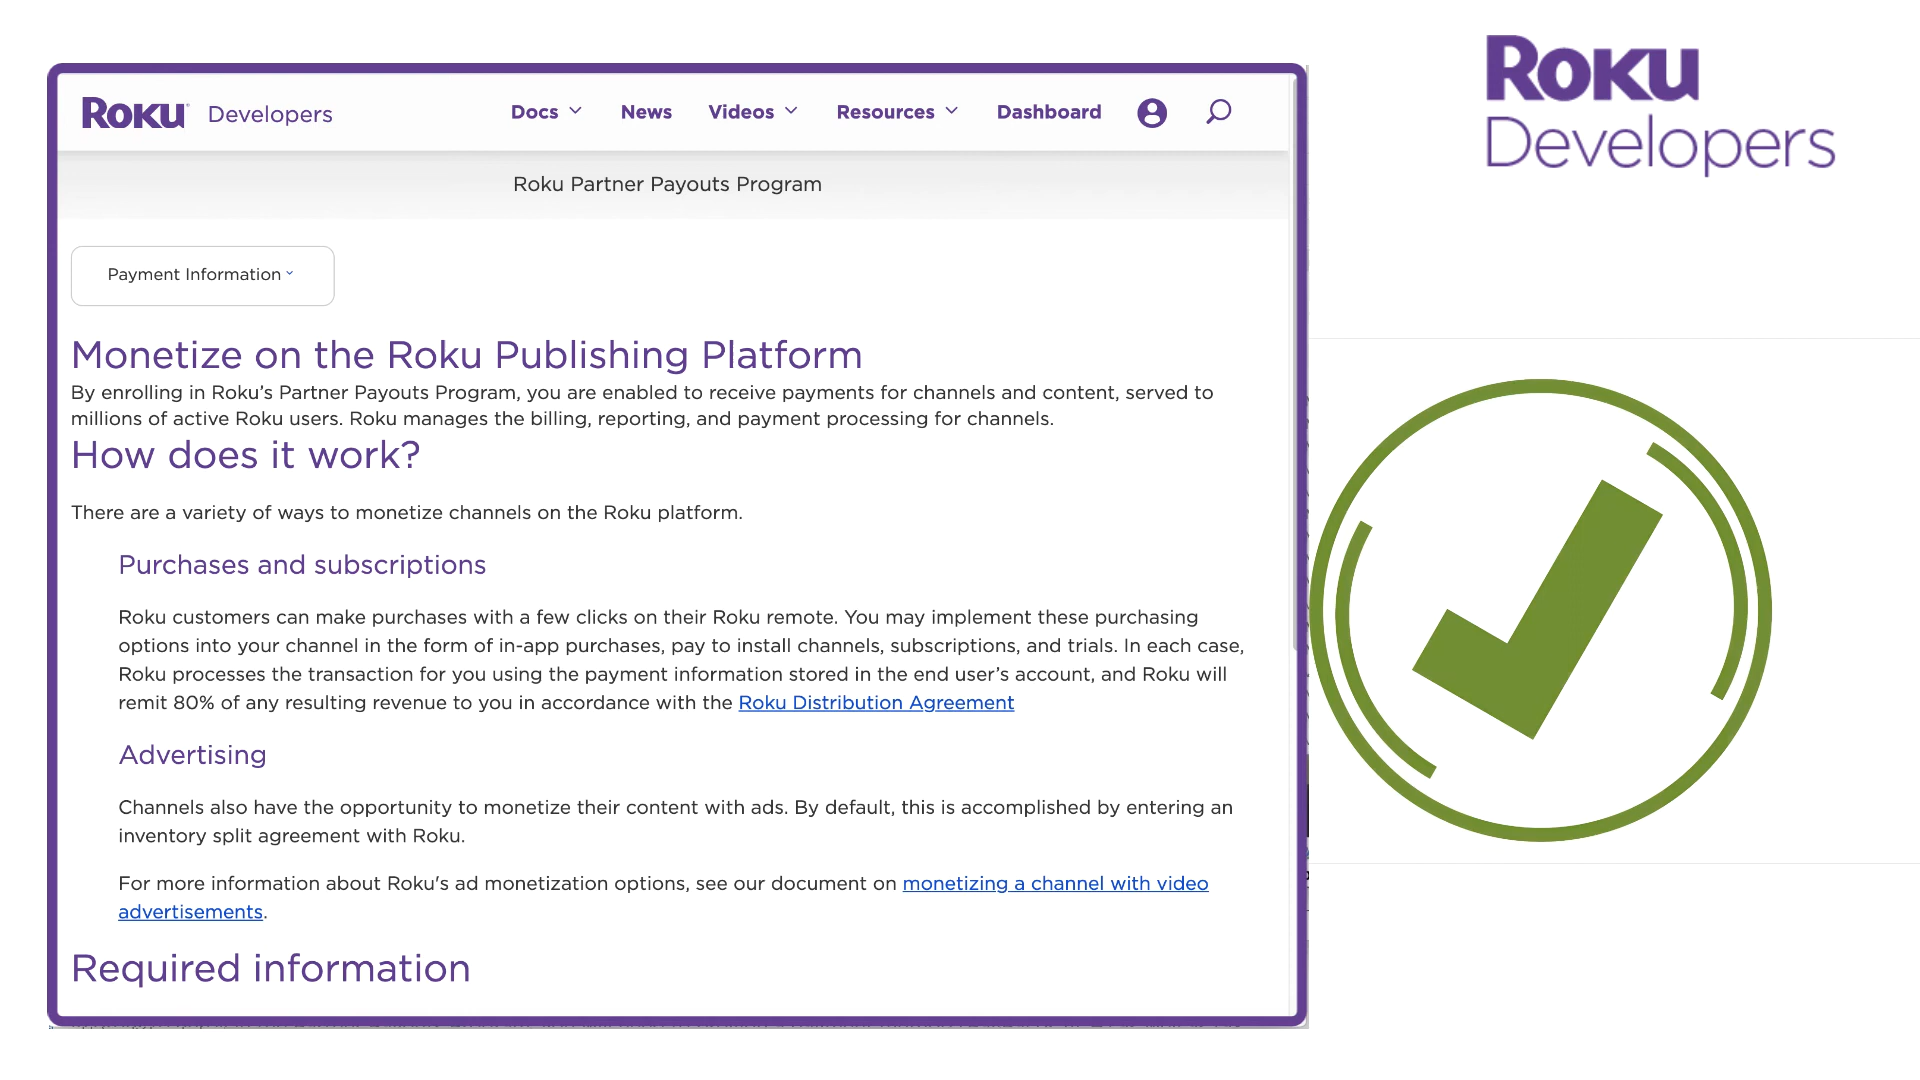 Roku Developers
Docs
News
Videos
Resources
Dashboard
Roku Developers
Roku Partner Payouts Program
Payment Information
Monetize on the Roku Publishing Platform
By enrolling in Roku’s Partner Payouts Program, you are enabled to receive payments for channels and content, served to
millions of active Roku users. Roku manages the billing, reporting, and payment processing for channels.
How does it work?
There are a variety of ways to monetize channels on the Roku platform.
Purchases and subscriptions
Roku customers can make purchases with a few clicks on their Roku remote. You may implement these purchasing
options into your channel in the form of in-app purchases, pay to install channels, subscriptions, and trials. In each case,
Roku processes the transaction for you using the payment information stored in the end user’s account, and Roku will
remit 80% of any resulting revenue to you in accordance with the Roku Distribution Agreement
Advertising
Channels also have the opportunity to monetize their content with ads. By default, this is accomplished by entering an
inventory split agreement with Roku.
For more information about Roku's ad monetization options, see our document on monetizing a channel with video
advertisements.
Required information